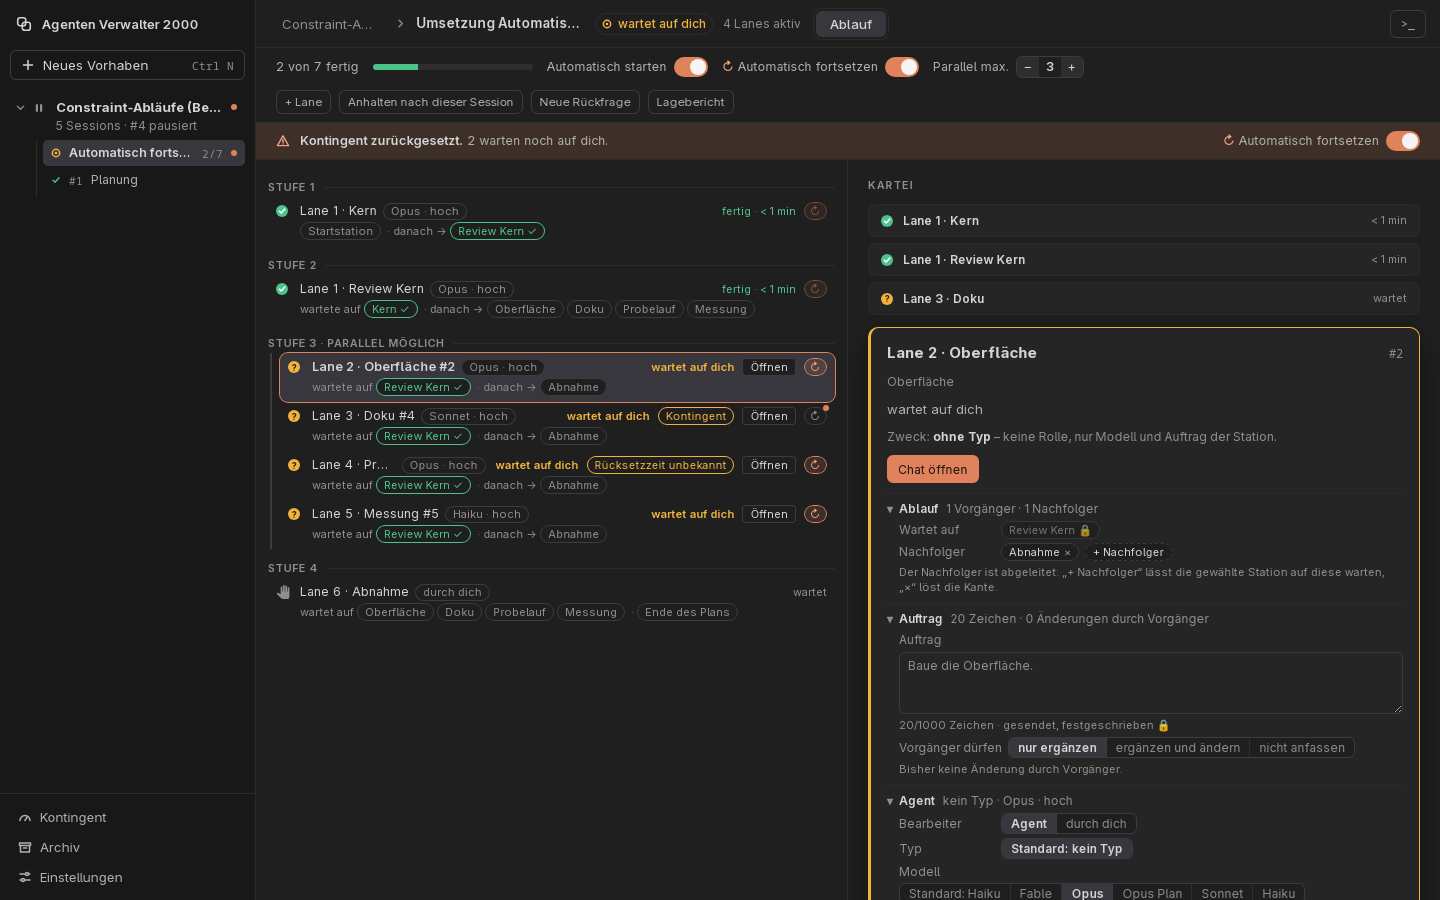 Agenten Verwalter 2000
Neues Vorhaben Ctrl N
Constraint-Abläufe (Be...
5 Sessions · #4 pausiert
Automatisch forts... 2/7
#1 Planung
Kontingent
Archiv
Einstellungen
Constraint-A... Umsetzung Automatis... wartet auf dich 4 Lanes aktiv Ablauf >_
2 von 7 fertig Automatisch starten Automatisch fortsetzen Parallel max. − 3 +
+ Lane Anhalten nach dieser Session Neue Rückfrage Lagebericht
Kontingent zurückgesetzt. 2 warten noch auf dich. Automatisch fortsetzen
STUFE 1
Lane 1 · Kern Opus · hoch fertig · < 1 min
Startstation · danach → Review Kern ✓
STUFE 2
Lane 1 · Review Kern Opus · hoch fertig · < 1 min
wartete auf Kern ✓ · danach → Oberfläche Doku Probelauf Messung
STUFE 3 · PARALLEL MÖGLICH
Lane 2 · Oberfläche #2 Opus · hoch wartet auf dich Öffnen
wartete auf Review Kern ✓ · danach → Abnahme
Lane 3 · Doku #4 Sonnet · hoch wartet auf dich Kontingent Öffnen
wartete auf Review Kern ✓ · danach → Abnahme
Lane 4 · Pr... Opus · hoch wartet auf dich Rücksetzzeit unbekannt Öffnen
wartete auf Review Kern ✓ · danach → Abnahme
Lane 5 · Messung #5 Haiku · hoch wartet auf dich Öffnen
wartete auf Review Kern ✓ · danach → Abnahme
STUFE 4
Lane 6 · Abnahme durch dich wartet
wartet auf Oberfläche Doku Probelauf Messung · Ende des Plans
KARTEI
Lane 1 · Kern < 1 min
Lane 1 · Review Kern < 1 min
Lane 3 · Doku wartet
Lane 2 · Oberfläche #2
Oberfläche
wartet auf dich
Zweck: ohne Typ – keine Rolle, nur Modell und Auftrag der Station.
Chat öffnen
▾ Ablauf 1 Vorgänger · 1 Nachfolger
Wartet auf Review Kern 🔒
Nachfolger Abnahme × + Nachfolger
Der Nachfolger ist abgeleitet: „+ Nachfolger“ lässt die gewählte Station auf diese warten,
„×“ löst die Kante.
▾ Auftrag 20 Zeichen · 0 Änderungen durch Vorgänger
Auftrag
Baue die Oberfläche.
20/1000 Zeichen · gesendet, festgeschrieben 🔒
Vorgänger dürfen nur ergänzen ergänzen und ändern nicht anfassen
Bisher keine Änderung durch Vorgänger.
▾ Agent kein Typ · Opus · hoch
Bearbeiter Agent durch dich
Typ Standard: kein Typ
Modell
Standard: Haiku Fable Opus Opus Plan Sonnet Haiku